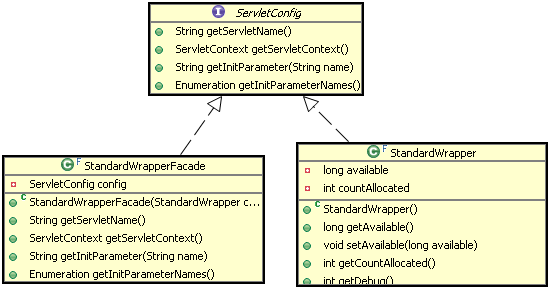 I ServletConfig
String getServletName()
ServletContext getServletContext()
String getInitParameter(String name)
Enumeration getInitParameterNames()
C F StandardWrapperFacade
ServletConfig config
C StandardWrapperFacade(StandardWrapper c...
String getServletName()
ServletContext getServletContext()
String getInitParameter(String name)
Enumeration getInitParameterNames()
C F StandardWrapper
long available
int countAllocated
C StandardWrapper()
long getAvailable()
void setAvailable(long available)
int getCountAllocated()
int getDebug()